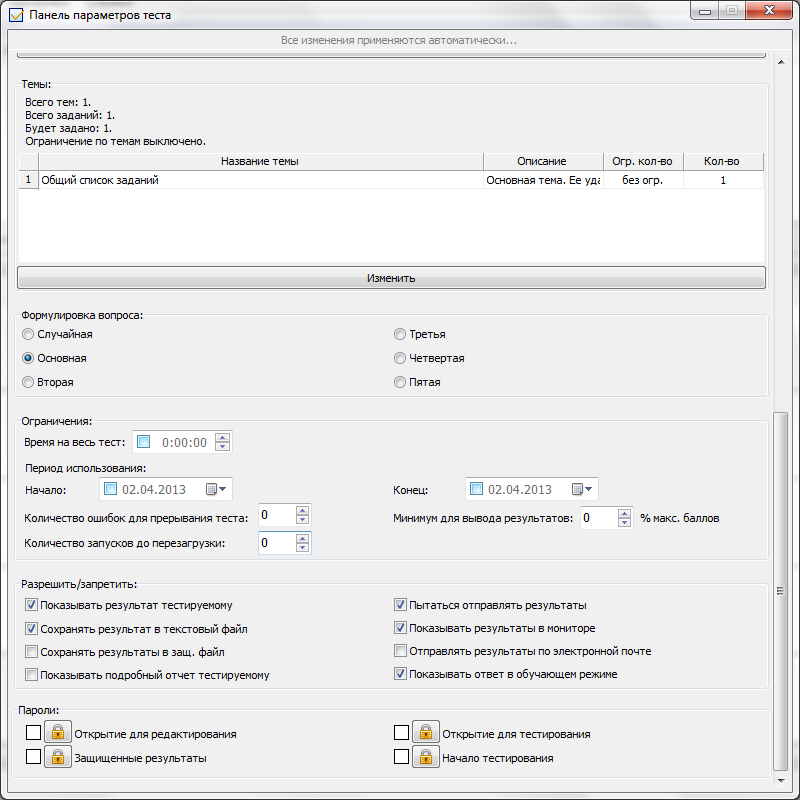 Панель параметров теста
Все изменения применяются автоматически...
Темы:
Всего тем: 1.
Всего заданий: 1.
Будет задано: 1.
Ограничение по темам выключено.
Название темы Описание Огр. кол-во Кол-во
1 Общий список заданий Основная тема. Ее уда без огр. 1
Изменить
Формулировка вопроса:
Случайная Третья
Основная Четвертая
Вторая Пятая
Ограничения:
Время на весь тест: 0:00:00
Период использования:
Начало: 02.04.2013 Конец: 02.04.2013
Количество ошибок для прерывания теста: 0 Минимум для вывода результатов: 0 % макс. баллов
Количество запусков до перезагрузки: 0
Разрешить/запретить:
Показывать результат тестируемому Пытаться отправлять результаты
Сохранять результат в текстовый файл Показывать результаты в мониторе
Сохранять результаты в защ. файл Отправлять результаты по электронной почте
Показывать подробный отчет тестируемому Показывать ответ в обучающем режиме
Пароли:
Открытие для редактирования Открытие для тестирования
Защищенные результаты Начало тестирования